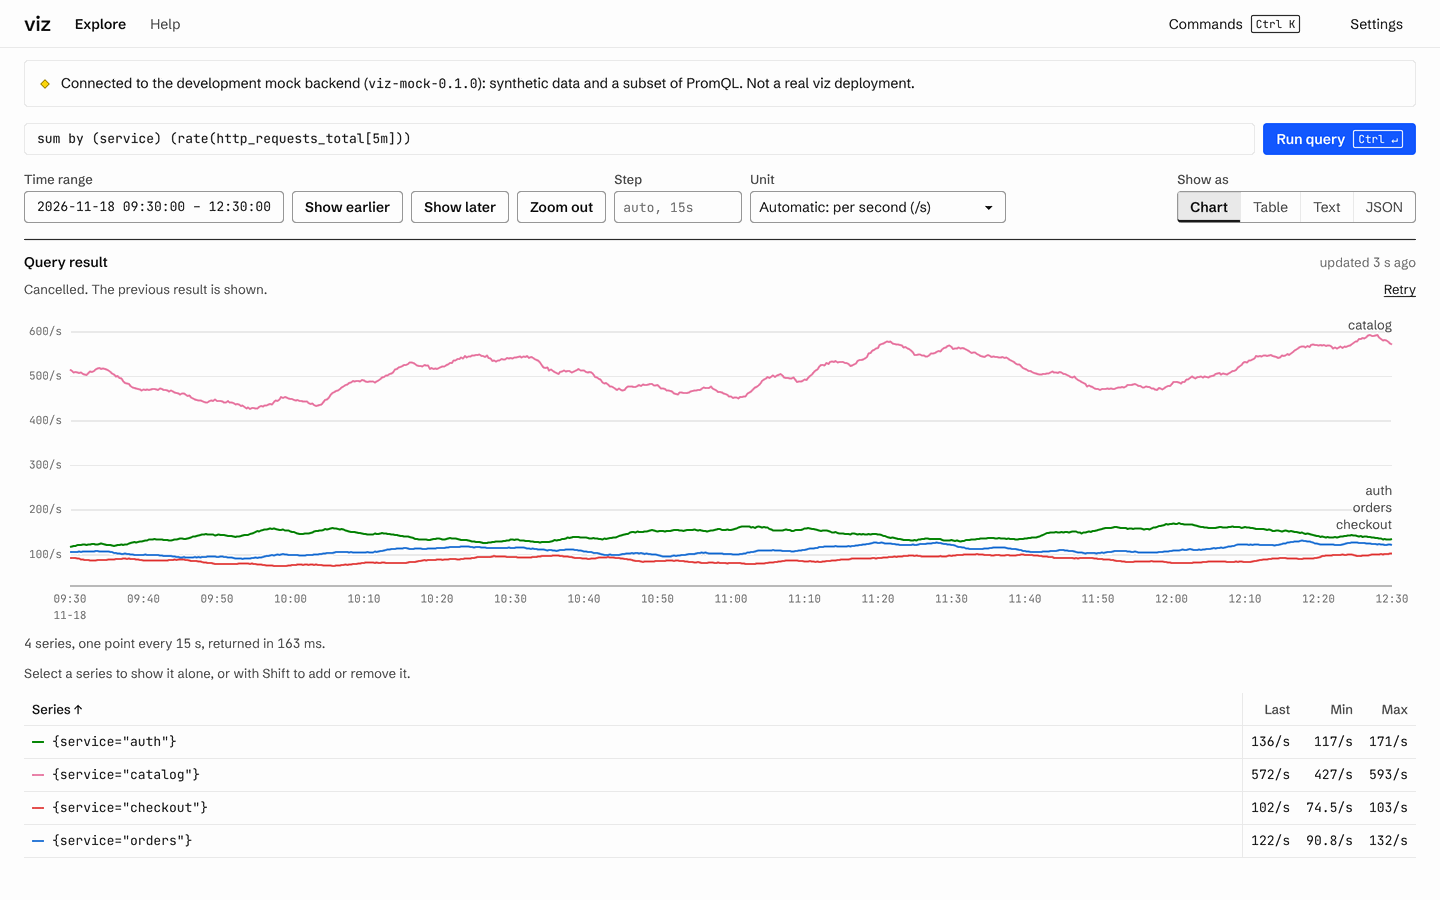 viz Explore Help Commands Ctrl K Settings
Connected to the development mock backend (viz-mock-0.1.0): synthetic data and a subset of PromQL. Not a real viz deployment.
sum by (service) (rate(http_requests_total[5m])) Run query Ctrl ↵
Time range Step Unit Show as
2026-11-18 09:30:00 – 12:30:00 Show earlier Show later Zoom out auto, 15s Automatic: per second (/s) Chart Table Text JSON
Query result updated 3 s ago
Cancelled. The previous result is shown. Retry
catalog
600/s
500/s
400/s
300/s
auth
200/s orders
checkout
100/s
09:30 09:40 09:50 10:00 10:10 10:20 10:30 10:40 10:50 11:00 11:10 11:20 11:30 11:40 11:50 12:00 12:10 12:20 12:30
11-18
4 series, one point every 15 s, returned in 163 ms.
Select a series to show it alone, or with Shift to add or remove it.
Series ↑ Last Min Max
{service="auth"} 136/s 117/s 171/s
{service="catalog"} 572/s 427/s 593/s
{service="checkout"} 102/s 74.5/s 103/s
{service="orders"} 122/s 90.8/s 132/s